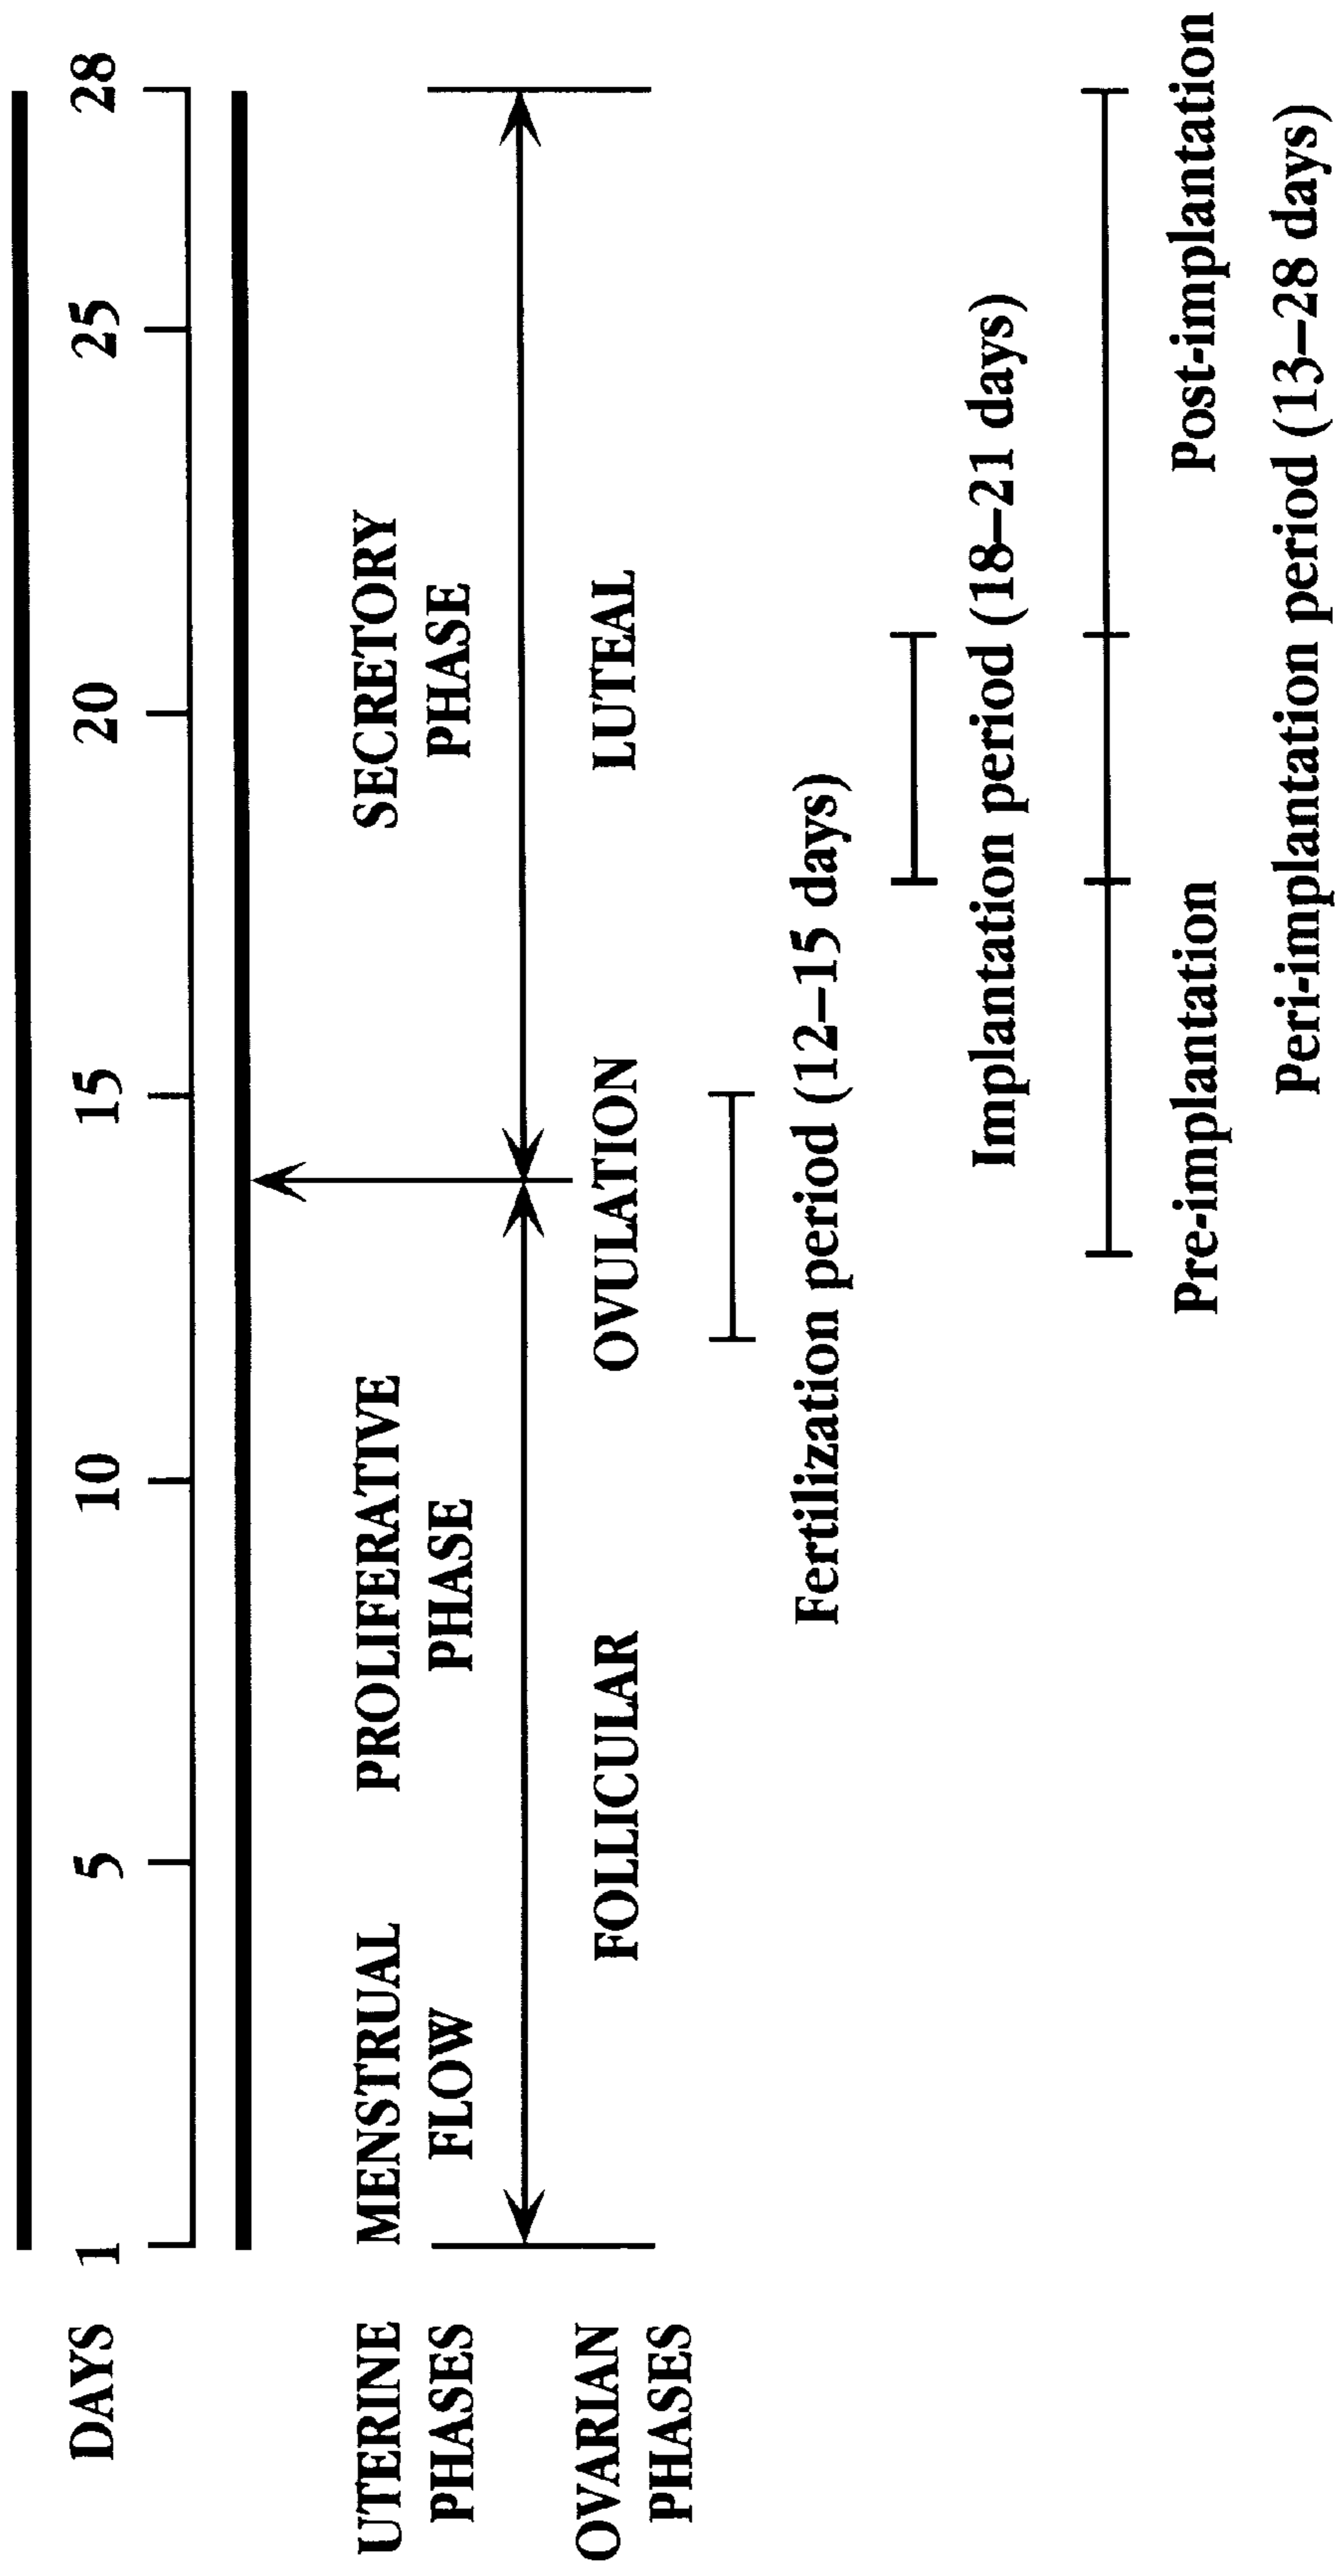 DAYS 1 5 10 15 20 25 28
UTERINE MENSTRUAL PROLIFERATIVE SECRETORY
PHASES FLOW PHASE PHASE
OVARIAN
PHASES
FOLLICULAR OVULATION LUTEAL
Fertilization period (12–15 days)
Implantation period (18–21 days)
Pre-implantation Post-implantation
Peri-implantation period (13–28 days)